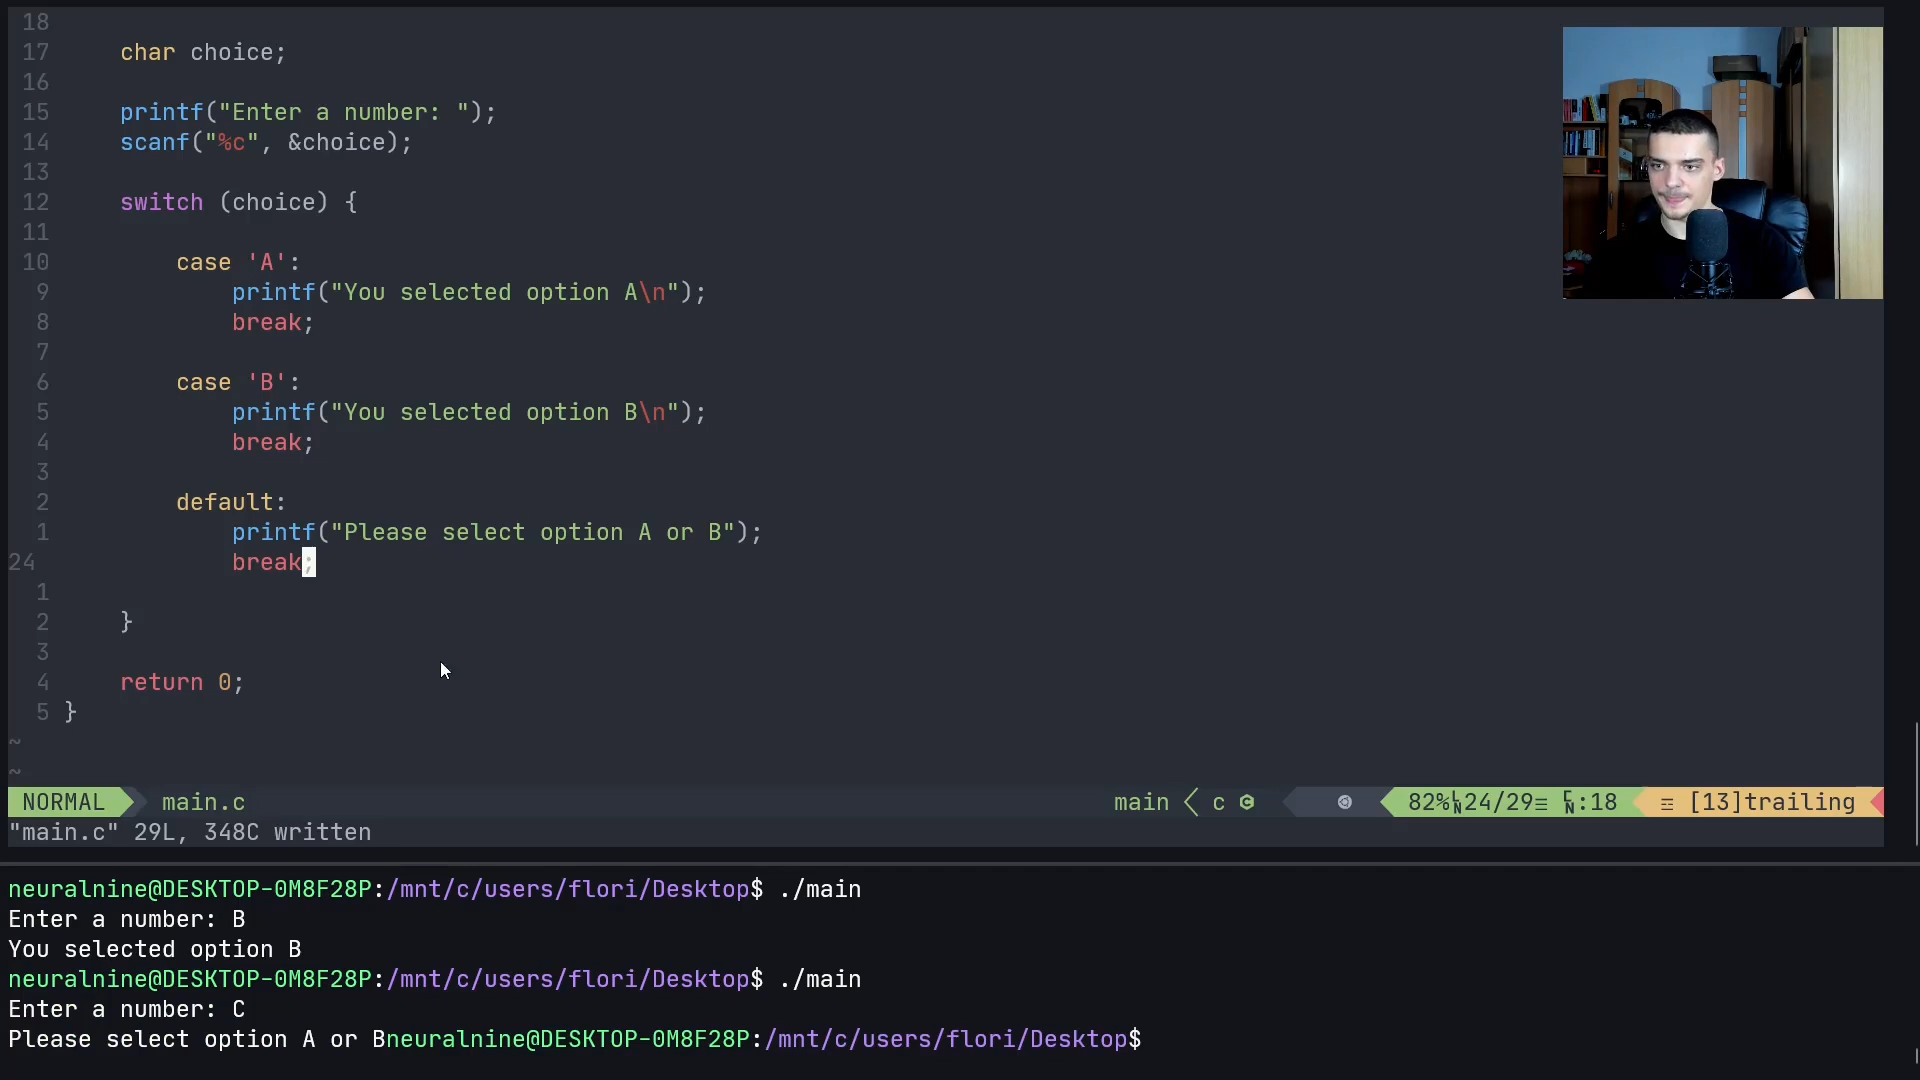 18
17 char choice;
16
15 printf("Enter a number: ");
14 scanf("%c", &choice);
13
12 switch (choice) {
11
10 case 'A':
9 printf("You selected option A\n");
8 break;
7
6 case 'B':
5 printf("You selected option B\n");
4 break;
3
2 default:
1 printf("Please select option A or B");
24 break;
1
2 }
3
4 return 0;
5 }
~
~
NORMAL main.c main c 82% LN 24/29≡ CN:18 ☲ [13]trailing
"main.c" 29L, 348C written
neuralnine@DESKTOP-0M8F28P:/mnt/c/users/flori/Desktop$ ./main
Enter a number: B
You selected option B
neuralnine@DESKTOP-0M8F28P:/mnt/c/users/flori/Desktop$ ./main
Enter a number: C
Please select option A or Bneuralnine@DESKTOP-0M8F28P:/mnt/c/users/flori/Desktop$